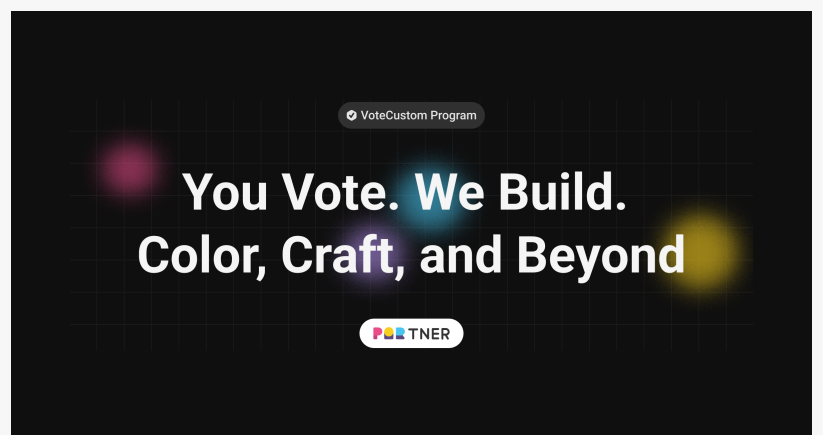 VoteCustom Program
You Vote. We Build.
Color, Craft, and Beyond
PORTNER